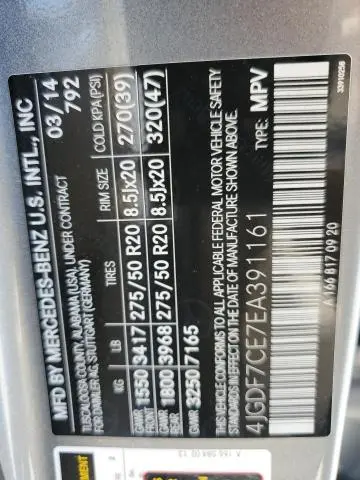 MFD BY MERCEDES-BENZ U.S. INTL., INC
TUSCALOOSA COUNTY, ALABAMA (USA) UNDER CONTRACT
FOR DAIMLER AG, STUTTGART (GERMANY)
03/14
792
KG LB TIRES RIM SIZE COLD KPA(PSI)
GAWR FRONT 1550 3417 275/50 R20 8.5Jx20 270(39)
GAWR REAR 1800 3968 275/50 R20 8.5Jx20 320(47)
GVWR 3250 7165
THIS VEHICLE CONFORMS TO ALL APPLICABLE FEDERAL MOTOR VEHICLE SAFETY
STANDARDS IN EFFECT ON THE DATE OF MANUFACTURE SHOWN ABOVE.
4JGDF7CE7EA391161 TYPE: MPV
A 166 817 09 20
33910258